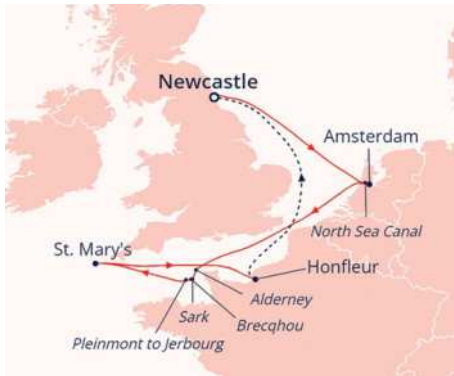 Newcastle
Amsterdam
North Sea Canal
St. Mary's
Honfleur
Alderney
Sark
Brecqhou
Pleinmont to Jerbourg